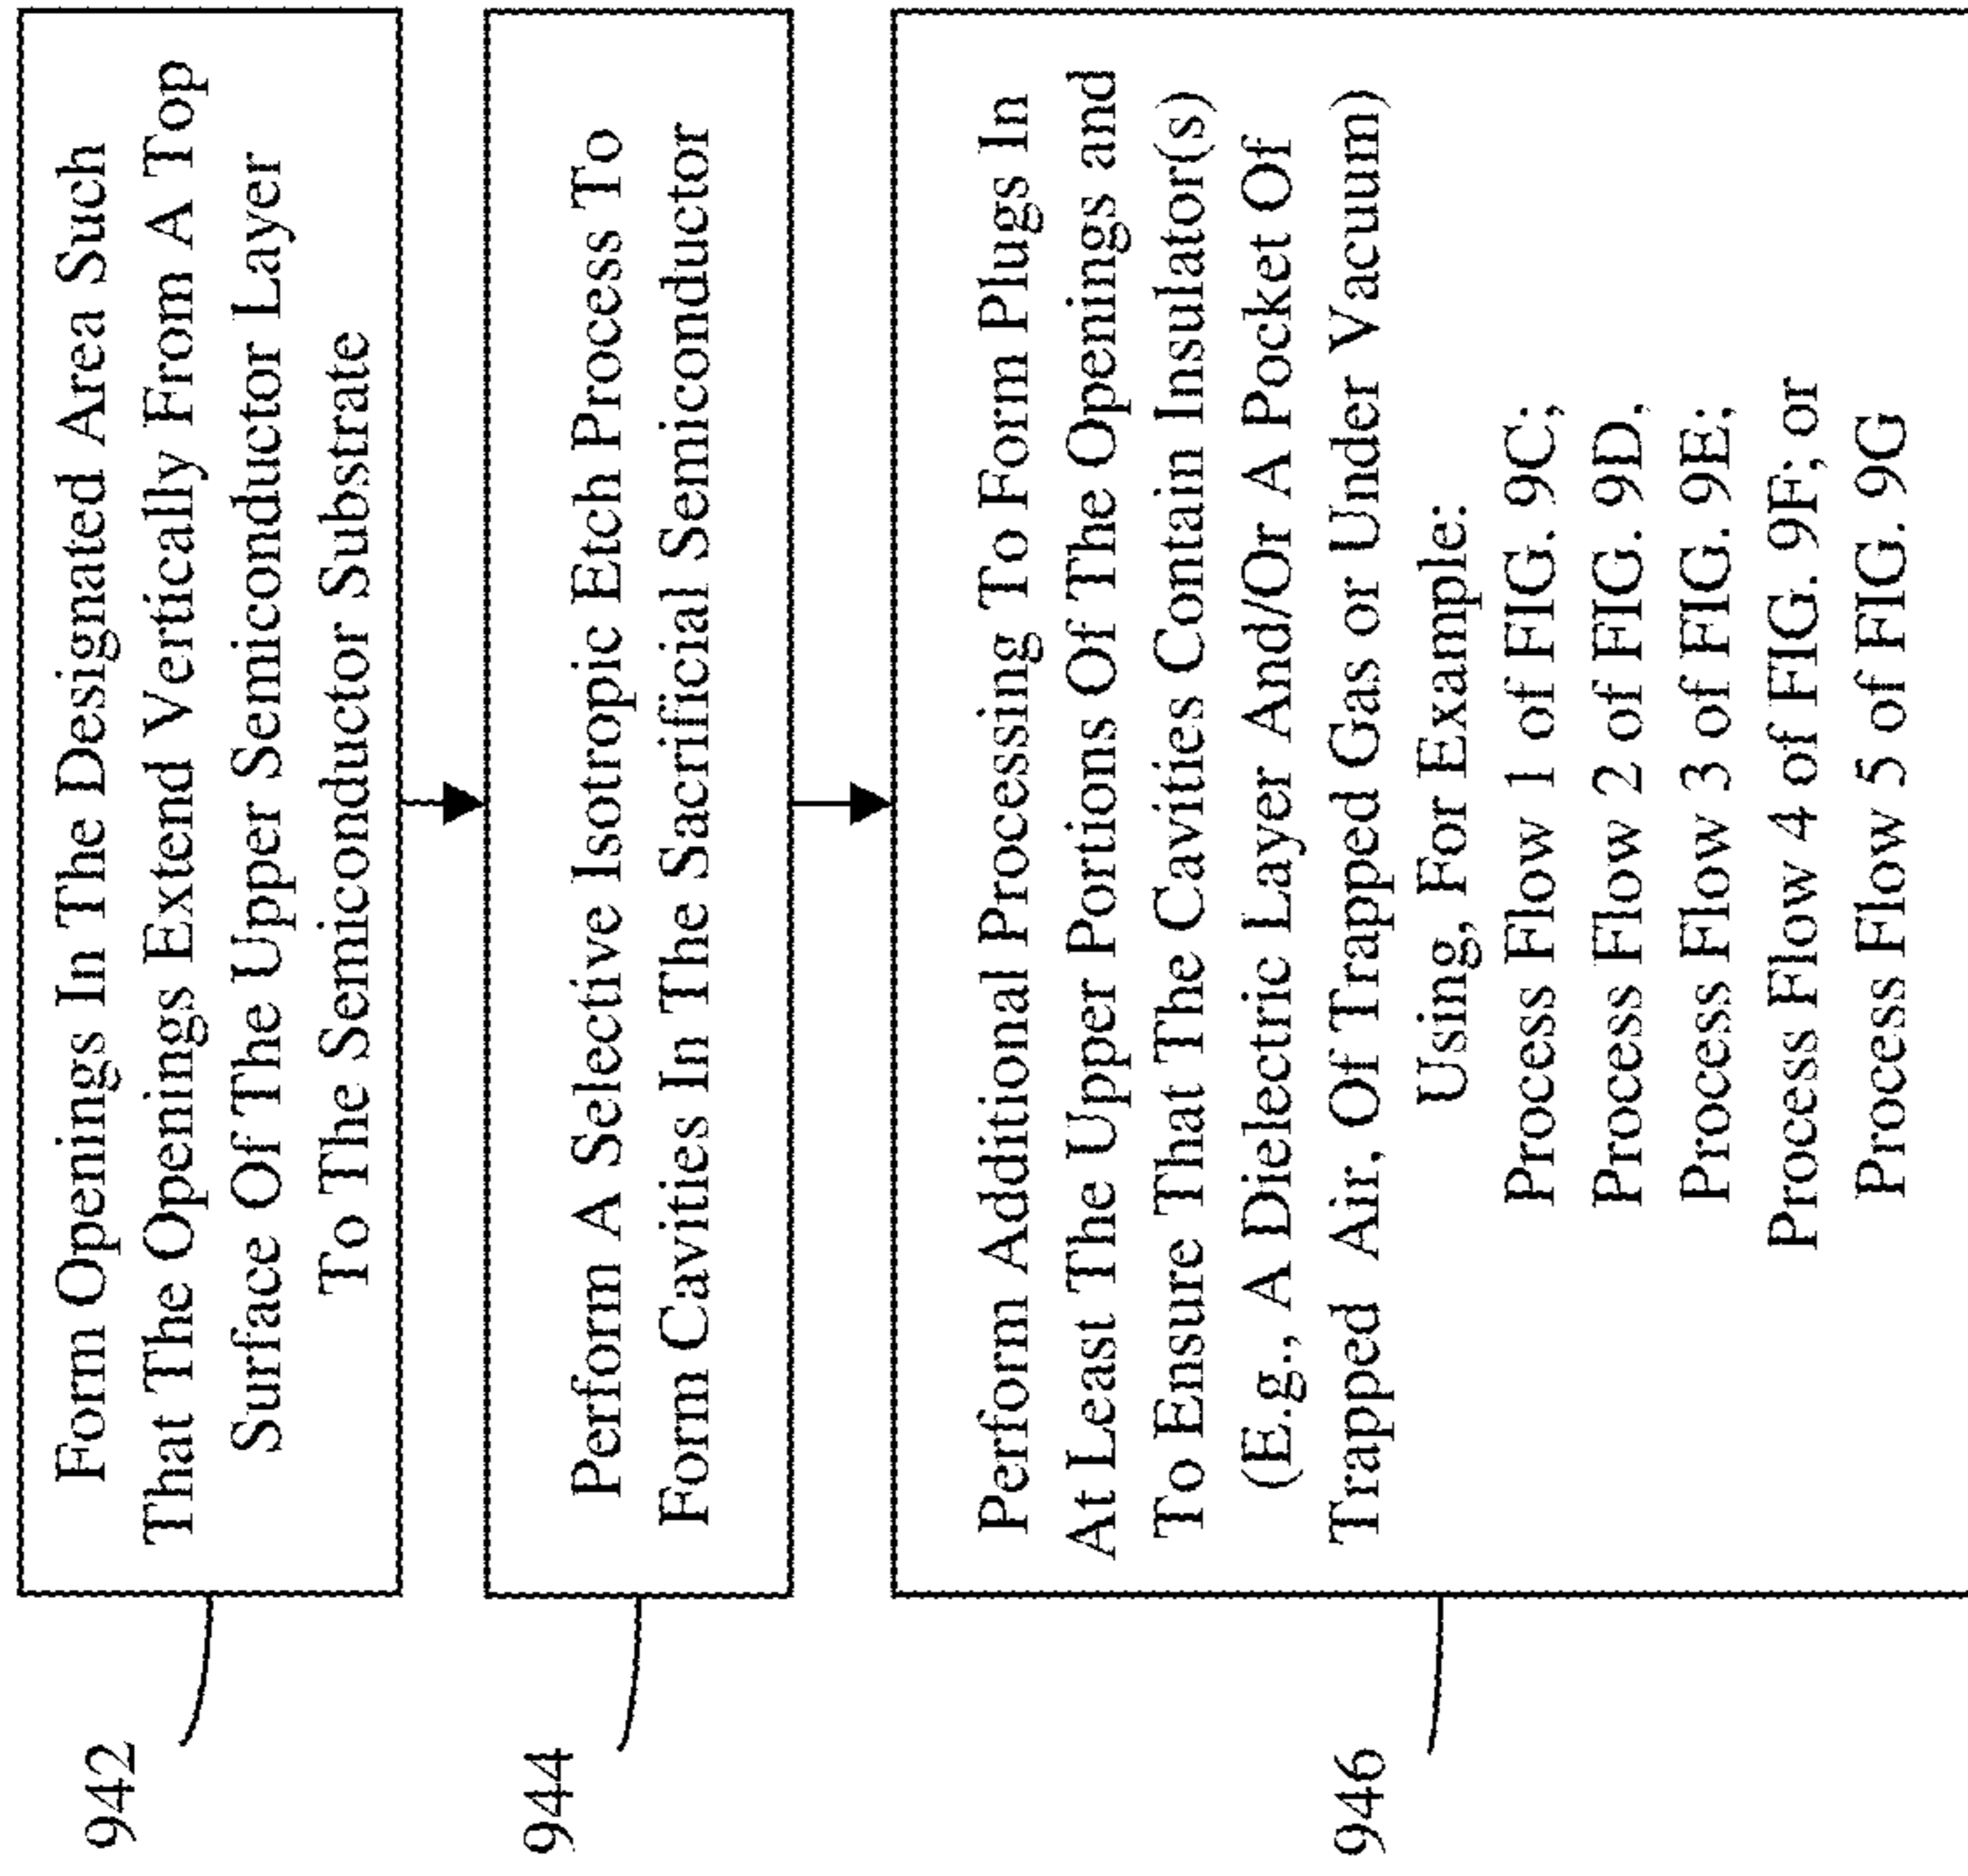 942
Form Openings In The Designated Area Such
That The Openings Extend Vertically From A Top
Surface Of The Upper Semiconductor Layer
To The Semiconductor Substrate
944
Perform A Selective Isotropic Etch Process To
Form Cavities In The Sacrificial Semiconductor
946
Perform Additional Processing To Form Plugs In
At Least The Upper Portions Of The Openings and
To Ensure That The Cavities Contain Insulator(s)
(E.g., A Dielectric Layer And/Or A Pocket Of
Trapped Air, Of Trapped Gas or Under Vacuum)
Using, For Example:
Process Flow 1 of FIG. 9C;
Process Flow 2 of FIG. 9D.
Process Flow 3 of FIG. 9E;
Process Flow 4 of FIG. 9F; or
Process Flow 5 of FIG. 9G